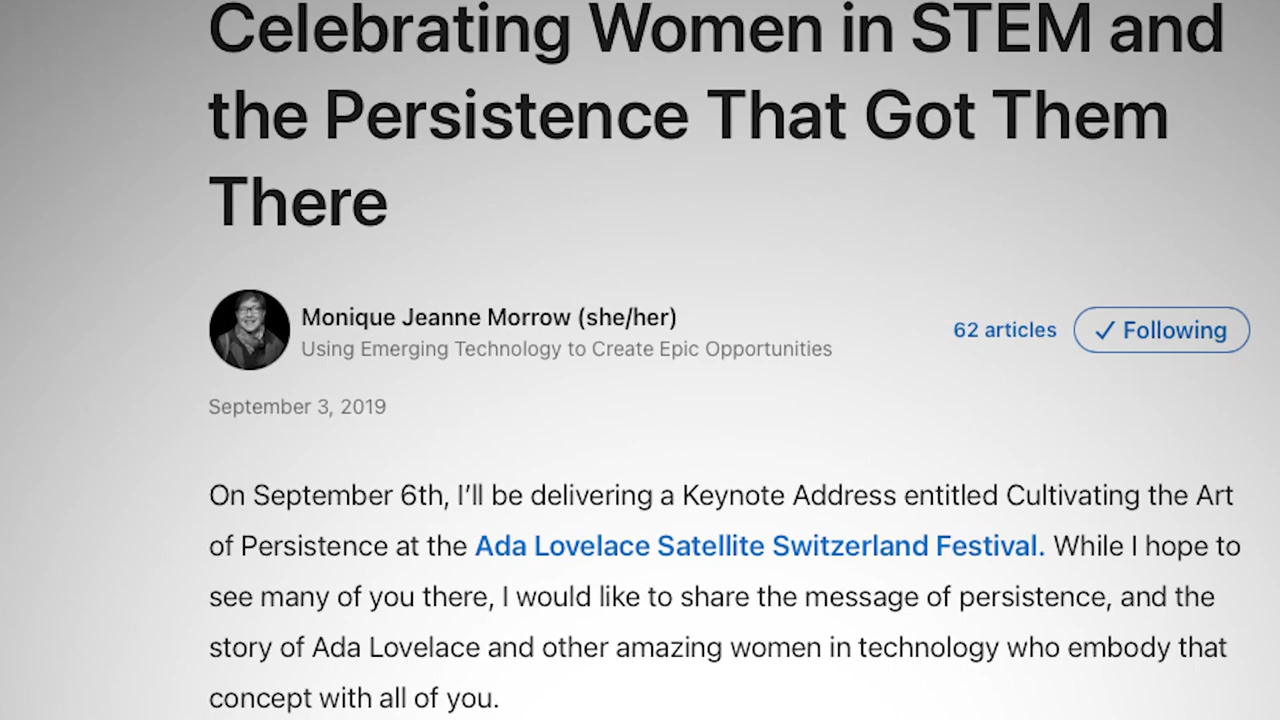 Celebrating Women in STEM and
the Persistence That Got Them
There
Monique Jeanne Morrow (she/her)
Using Emerging Technology to Create Epic Opportunities
62 articles
✓ Following
September 3, 2019
On September 6th, I’ll be delivering a Keynote Address entitled Cultivating the Art
of Persistence at the Ada Lovelace Satellite Switzerland Festival. While I hope to
see many of you there, I would like to share the message of persistence, and the
story of Ada Lovelace and other amazing women in technology who embody that
concept with all of you.